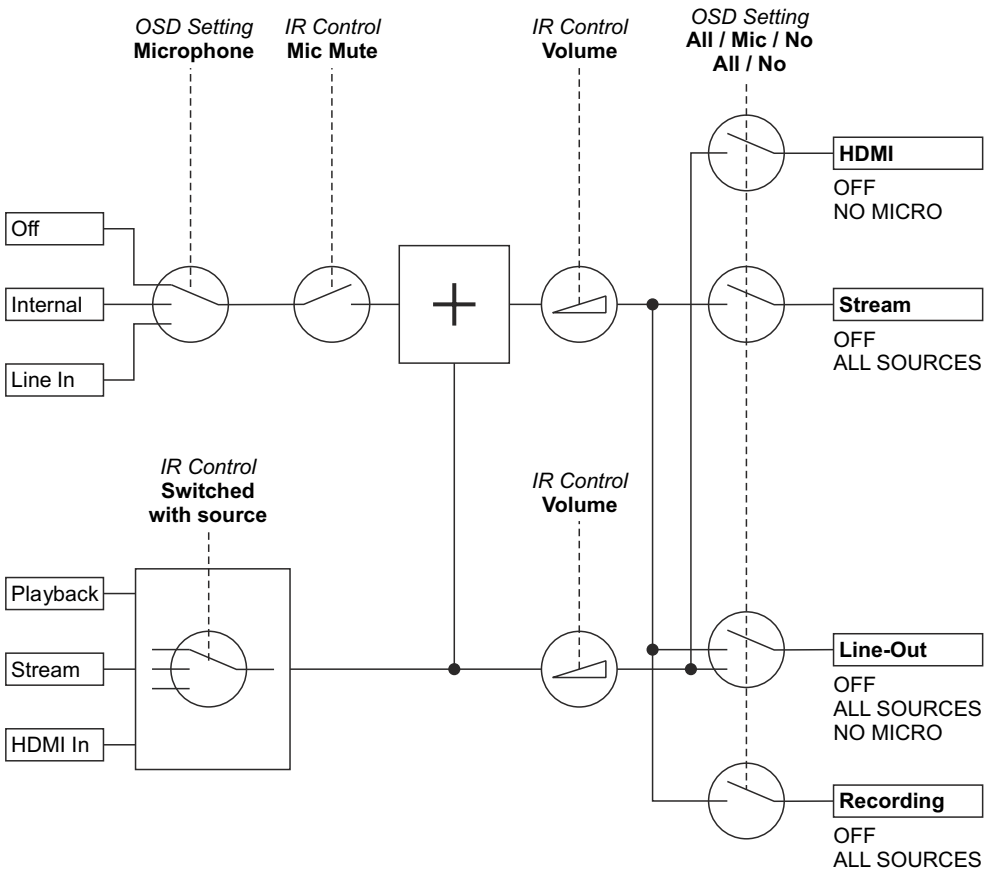 OSD Setting
Microphone
IR Control
Mic Mute
IR Control
Volume
OSD Setting
All / Mic / No
All / No
HDMI
OFF
NO MICRO
Off
Internal
Line In
+
Stream
OFF
ALL SOURCES
IR Control
Switched
with source
IR Control
Volume
Playback
Stream
HDMI In
Line-Out
OFF
ALL SOURCES
NO MICRO
Recording
OFF
ALL SOURCES